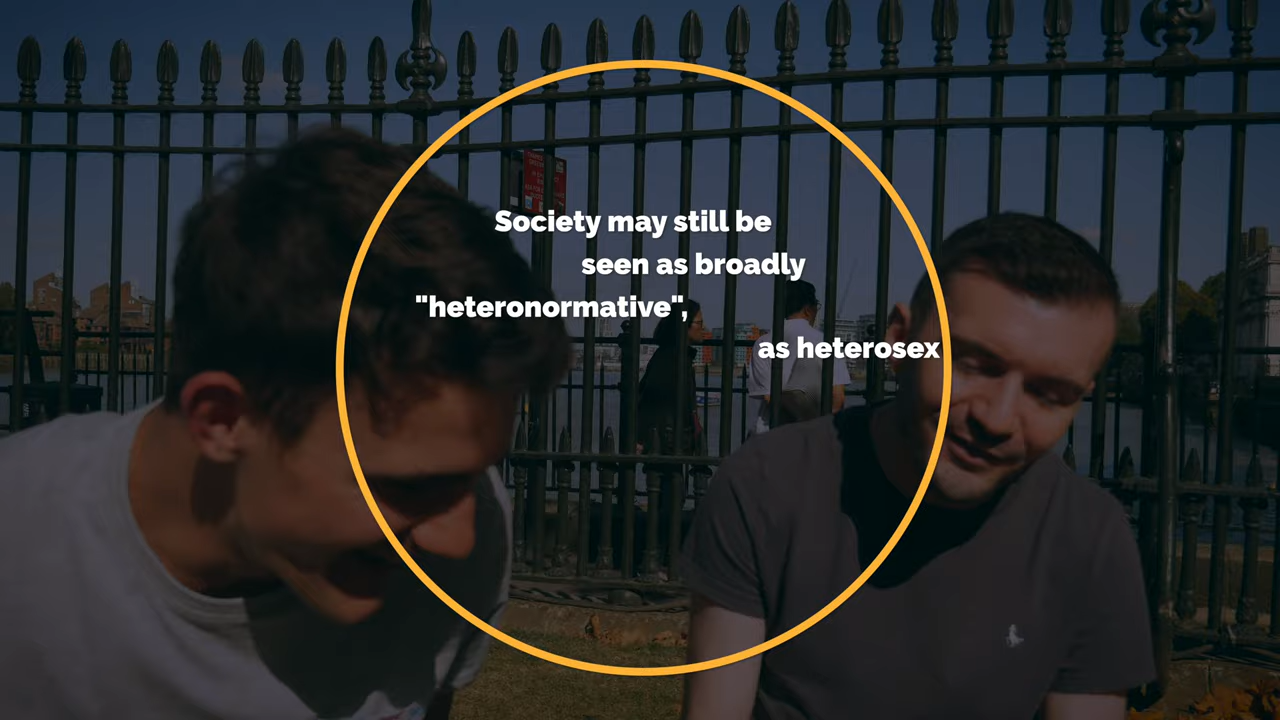 Society may still be
seen as broadly
"heteronormative",
as heterosex